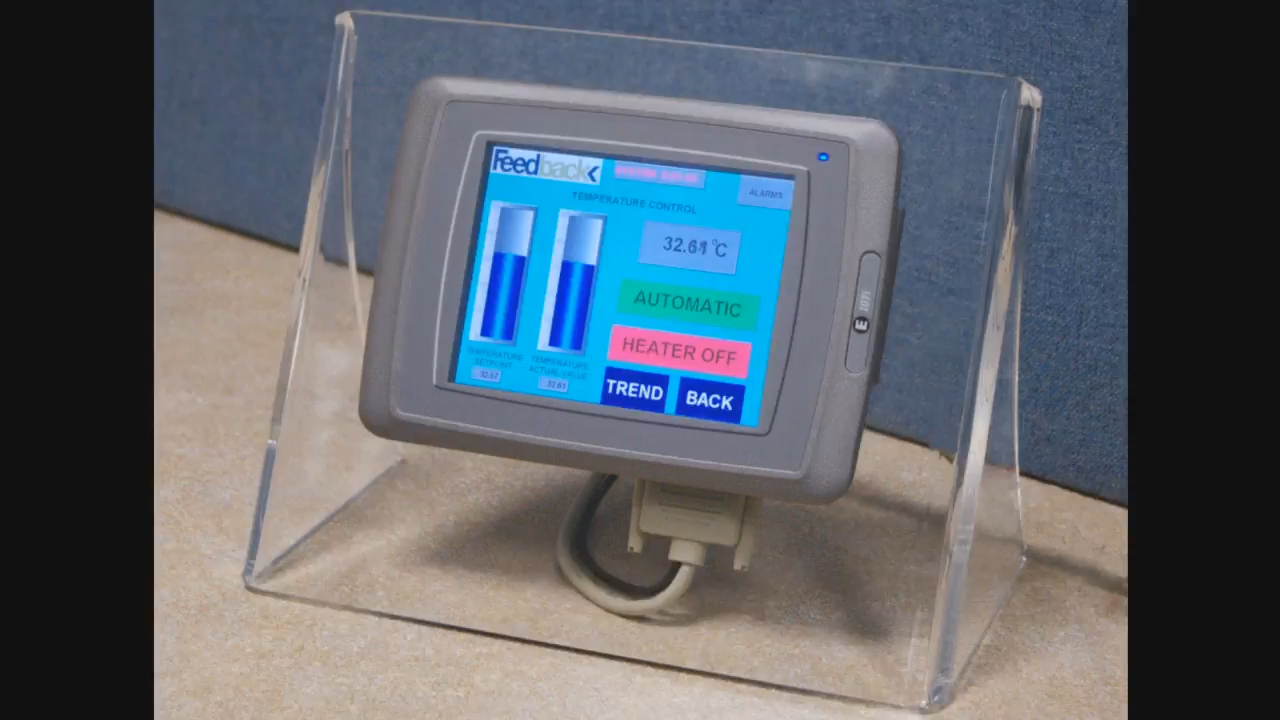 Feedback
ALARMS
TEMPERATURE CONTROL
32.61 °C
AUTOMATIC
HEATER OFF
TEMPERATURE
SETPOINT
TEMPERATURE
ACTUAL VALUE
32.61
TREND
BACK
E